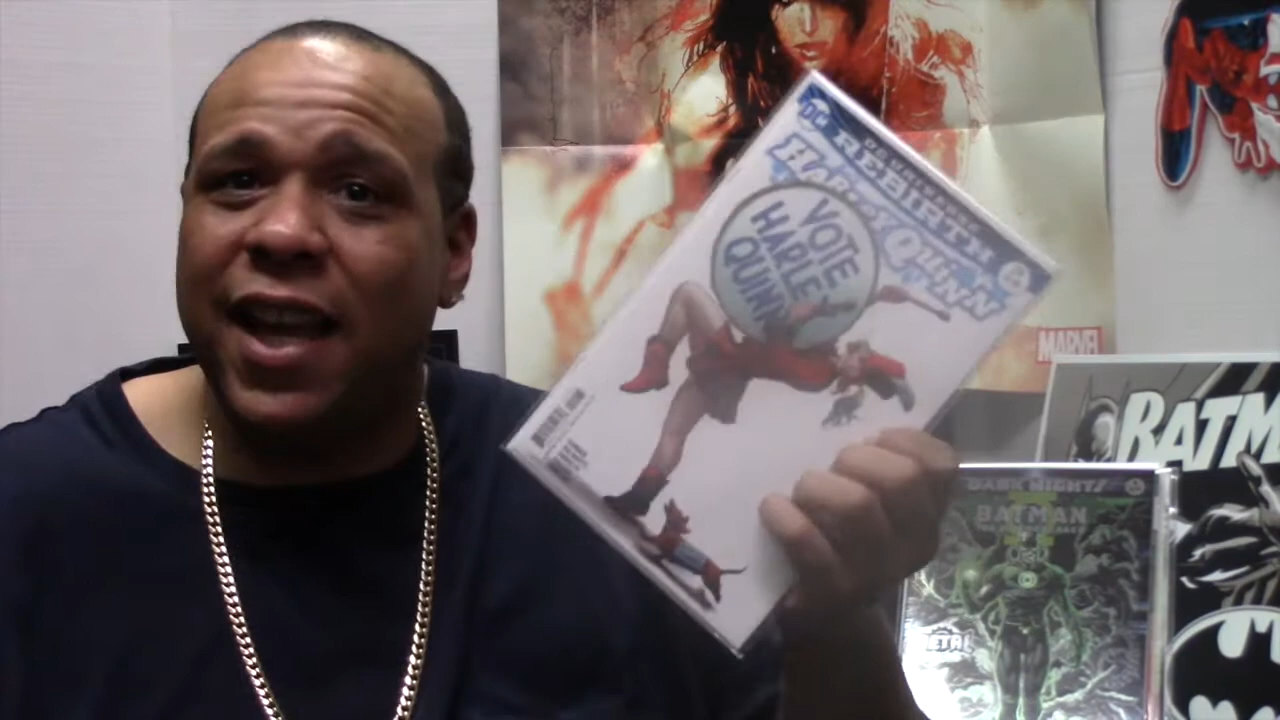 DC
UNIVERSE
REBIRTH
HARLEY QUINN
VOTE
HARLEY
QUINN
MARVEL
BATM
DARK NIGHTS
BATMAN
METAL